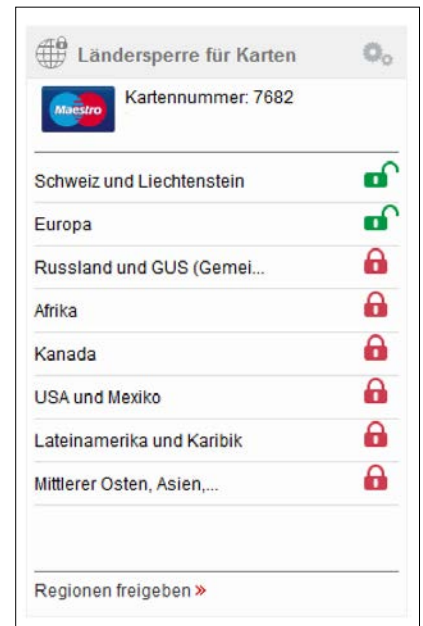 Ländersperre für Karten
Maestro
Kartennummer: 7682
Schweiz und Liechtenstein
Europa
Russland und GUS (Gemei...
Afrika
Kanada
USA und Mexiko
Lateinamerika und Karibik
Mittlerer Osten, Asien,...
Regionen freigeben »